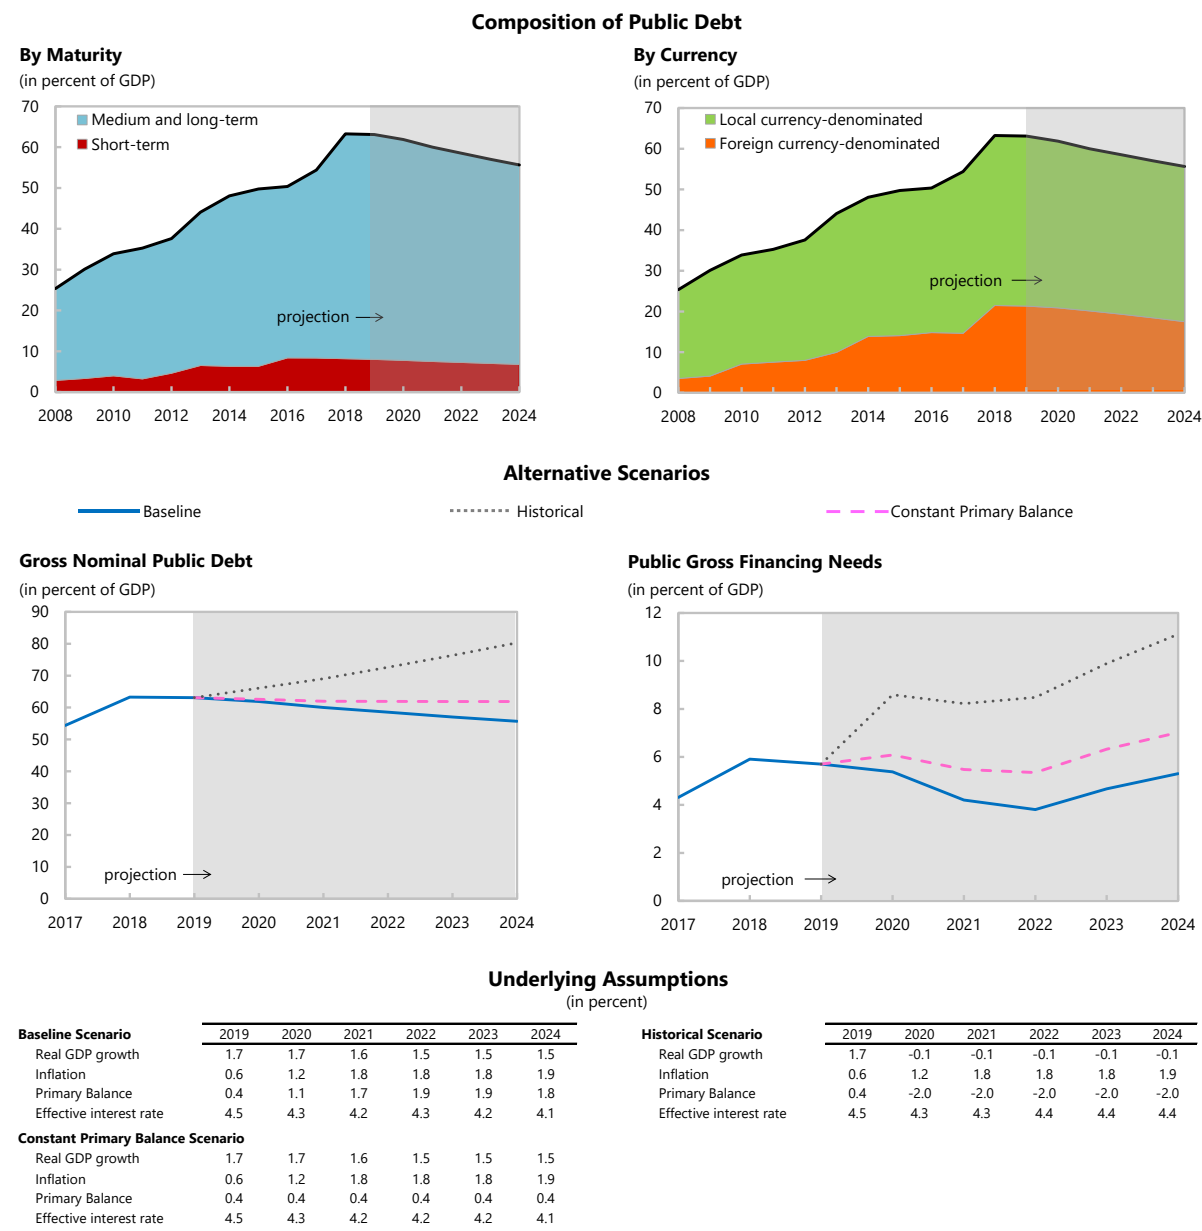 Composition of Public Debt
By Maturity
(in percent of GDP)
70
60
50
40
30
20
10
0
Medium and long-term
Short-term
projection
2008 2010 2012 2014 2016 2018 2020 2022 2024
By Currency
(in percent of GDP)
70
60
50
40
30
20
10
0
Local currency-denominated
Foreign currency-denominated
projection
2008 2010 2012 2014 2016 2018 2020 2022 2024
Alternative Scenarios
Baseline Historical Constant Primary Balance
Gross Nominal Public Debt
(in percent of GDP)
90
80
70
60
50
40
30
20
10
0
projection
2017 2018 2019 2020 2021 2022 2023 2024
Public Gross Financing Needs
(in percent of GDP)
12
10
8
6
4
2
0
projection
2017 2018 2019 2020 2021 2022 2023 2024
Underlying Assumptions
(in percent)
Baseline Scenario 2019 2020 2021 2022 2023 2024
Real GDP growth 1.7 1.7 1.6 1.5 1.5 1.5
Inflation 0.6 1.2 1.8 1.8 1.8 1.9
Primary Balance 0.4 1.1 1.7 1.9 1.9 1.8
Effective interest rate 4.5 4.3 4.2 4.3 4.2 4.1
Constant Primary Balance Scenario
Real GDP growth 1.7 1.7 1.6 1.5 1.5 1.5
Inflation 0.6 1.2 1.8 1.8 1.8 1.9
Primary Balance 0.4 0.4 0.4 0.4 0.4 0.4
Effective interest rate 4.5 4.3 4.2 4.2 4.2 4.1
Historical Scenario 2019 2020 2021 2022 2023 2024
Real GDP growth 1.7 -0.1 -0.1 -0.1 -0.1 -0.1
Inflation 0.6 1.2 1.8 1.8 1.8 1.9
Primary Balance 0.4 -2.0 -2.0 -2.0 -2.0 -2.0
Effective interest rate 4.5 4.3 4.3 4.4 4.4 4.4